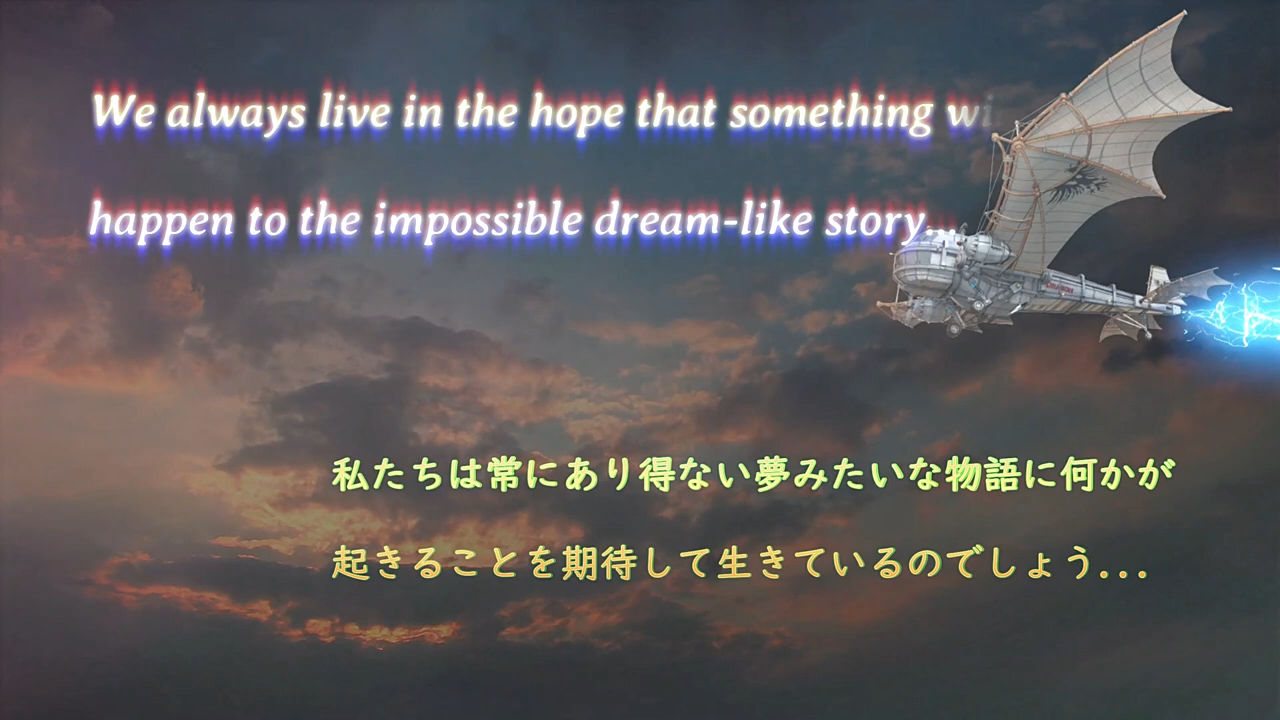 We always live in the hope that something wi
happen to the impossible dream-like story...
私たちは常にあり得ない夢みたいな物語に何かが
起きることを期待して生きているのでしょう...